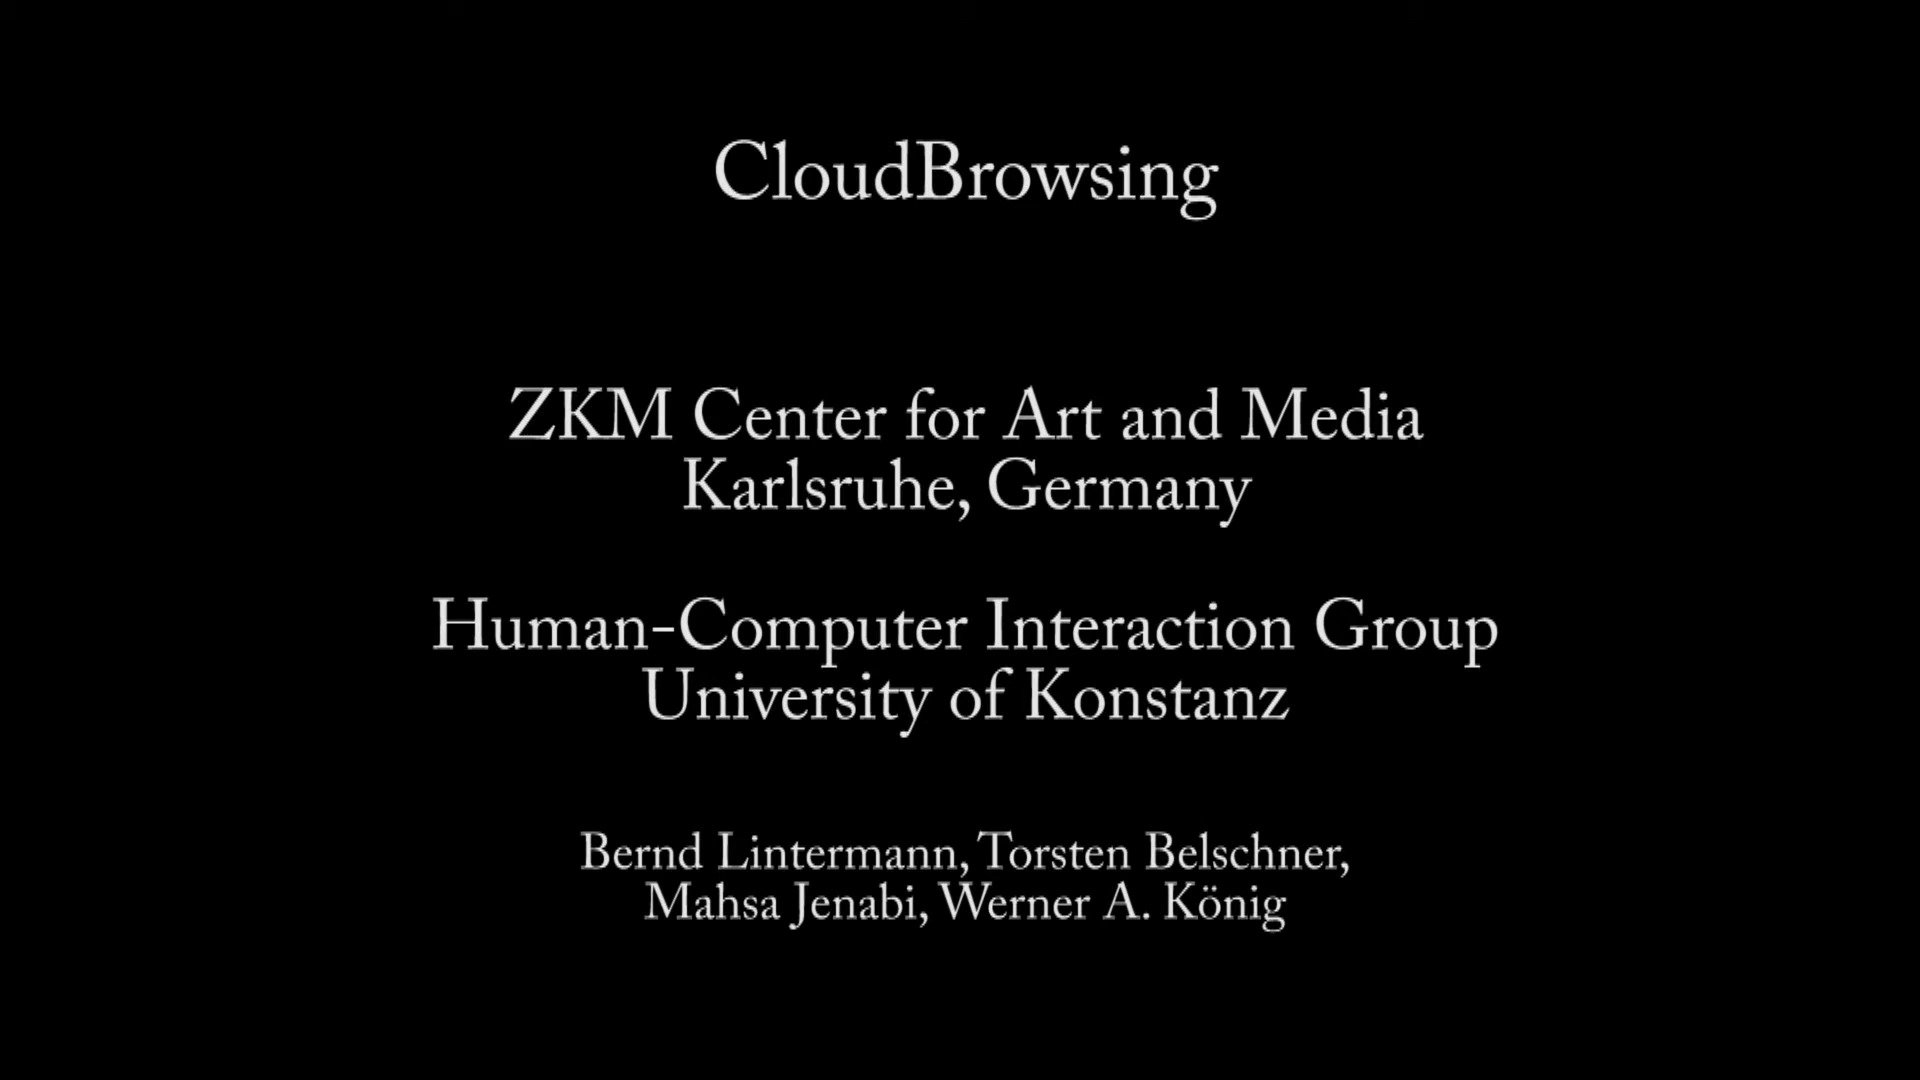 CloudBrowsing
ZKM Center for Art and Media
Karlsruhe, Germany
Human-Computer Interaction Group
University of Konstanz
Bernd Lintermann, Torsten Belschner,
Mahsa Jenabi, Werner A. König